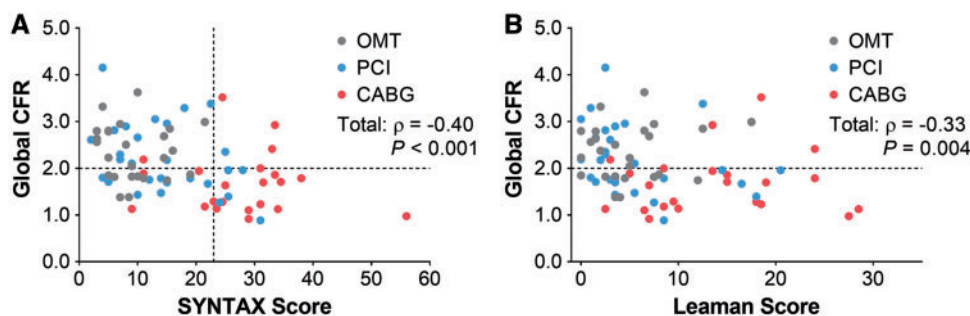 A
Global CFR
5.0
4.0
3.0
2.0
1.0
0.0
0 10 20 30 40 50 60
SYNTAX Score
OMT
PCI
CABG
Total: ρ = -0.40
P < 0.001
B
Global CFR
5.0
4.0
3.0
2.0
1.0
0.0
0 10 20 30
Leaman Score
OMT
PCI
CABG
Total: ρ = -0.33
P = 0.004